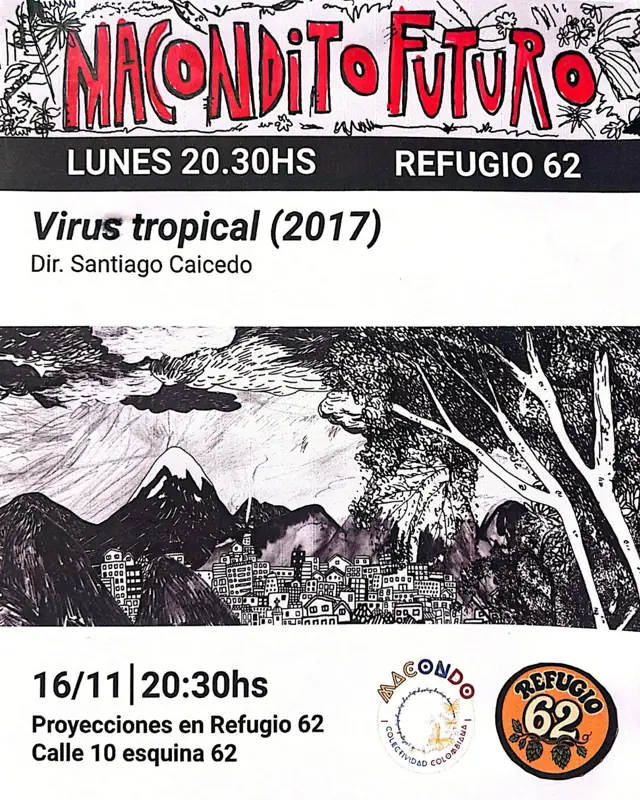 MACONDiTO FUTURO
LUNES 20.30HS REFUGIO 62
Virus tropical (2017)
Dir. Santiago Caicedo
16/11|20:30hs
Proyecciones en Refugio 62
Calle 10 esquina 62
MACONDO
COLECTIVIDAD COLOMBIANA
REFUGIO
62